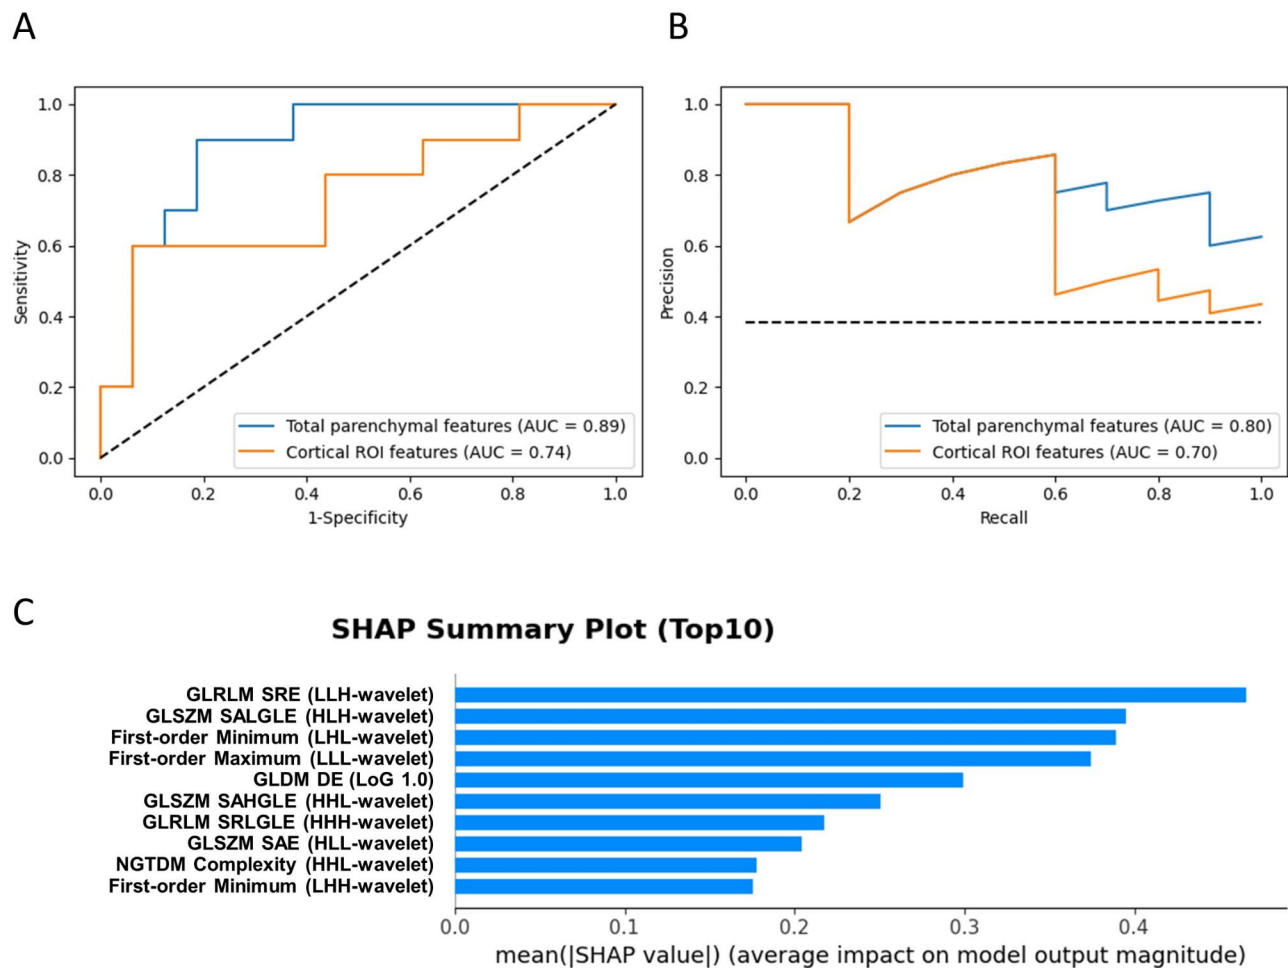 A
1.0
0.8
0.6
0.4
0.2
0.0
Sensitivity
Total parenchymal features (AUC = 0.89)
Cortical ROI features (AUC = 0.74)
0.0 0.2 0.4 0.6 0.8 1.0
1-Specificity
B
1.0
0.8
0.6
0.4
0.2
0.0
Precision
Total parenchymal features (AUC = 0.80)
Cortical ROI features (AUC = 0.70)
0.0 0.2 0.4 0.6 0.8 1.0
Recall
C
SHAP Summary Plot (Top10)
GLRLM SRE (LLH-wavelet)
GLSZM SALGLE (HLH-wavelet)
First-order Minimum (LHL-wavelet)
First-order Maximum (LLL-wavelet)
GLDM DE (LoG 1.0)
GLSZM SAHGLE (HHL-wavelet)
GLRLM SRLGLE (HHH-wavelet)
GLSZM SAE (HLL-wavelet)
NGTDM Complexity (HHL-wavelet)
First-order Minimum (LHH-wavelet)
0.0 0.1 0.2 0.3 0.4
mean(|SHAP value|) (average impact on model output magnitude)